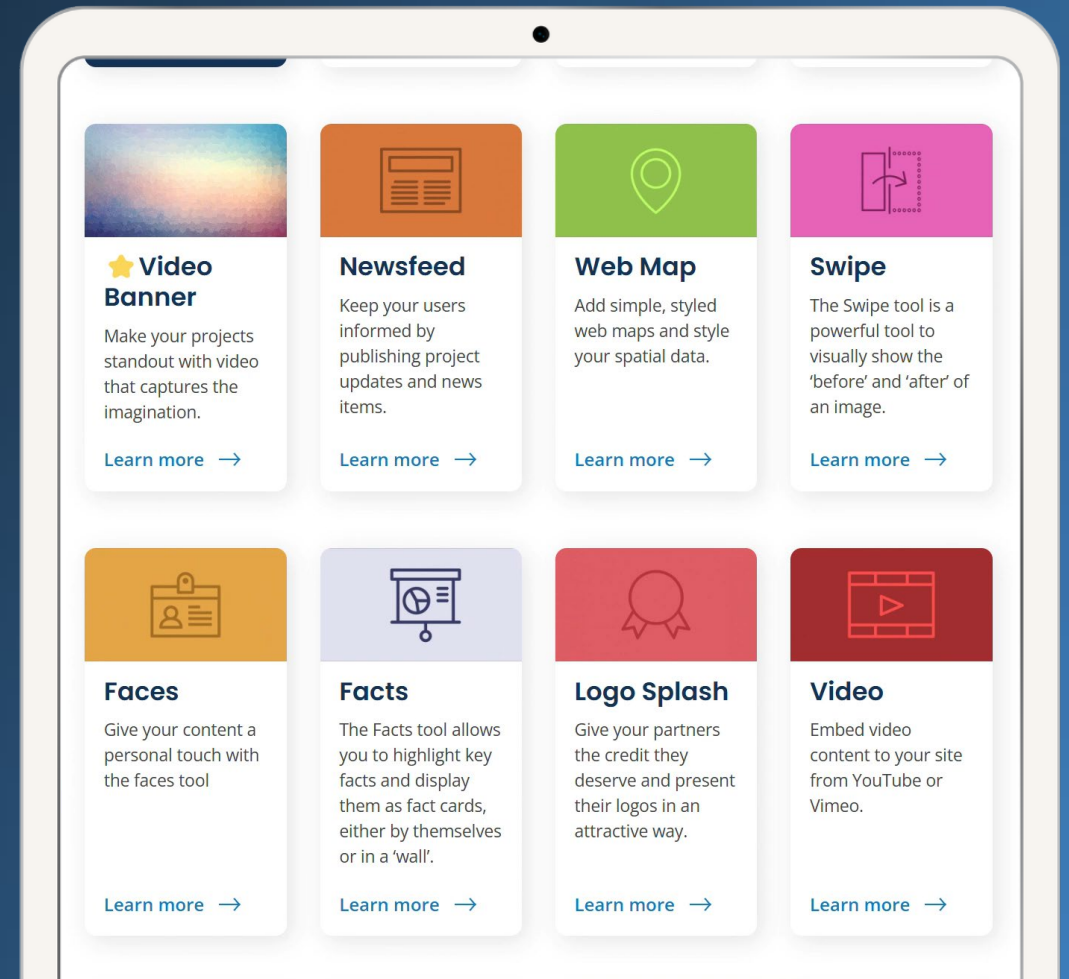 ⭐ Video
Banner
Make your projects
standout with video
that captures the
imagination.
Learn more →
Newsfeed
Keep your users
informed by
publishing project
updates and news
items.
Learn more →
Web Map
Add simple, styled
web maps and style
your spatial data.
Learn more →
Swipe
The Swipe tool is a
powerful tool to
visually show the
‘before’ and ‘after’ of
an image.
Learn more →
Faces
Give your content a
personal touch with
the faces tool
Learn more →
Facts
The Facts tool allows
you to highlight key
facts and display
them as fact cards,
either by themselves
or in a ‘wall’.
Learn more →
Logo Splash
Give your partners
the credit they
deserve and present
their logos in an
attractive way.
Learn more →
Video
Embed video
content to your site
from YouTube or
Vimeo.
Learn more →